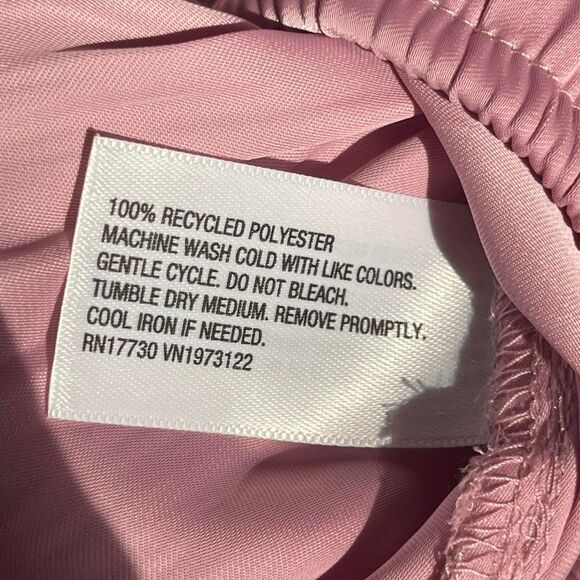 100% RECYCLED POLYESTER
MACHINE WASH COLD WITH LIKE COLORS.
GENTLE CYCLE. DO NOT BLEACH.
TUMBLE DRY MEDIUM. REMOVE PROMPTLY.
COOL IRON IF NEEDED.
RN17730 VN1973122